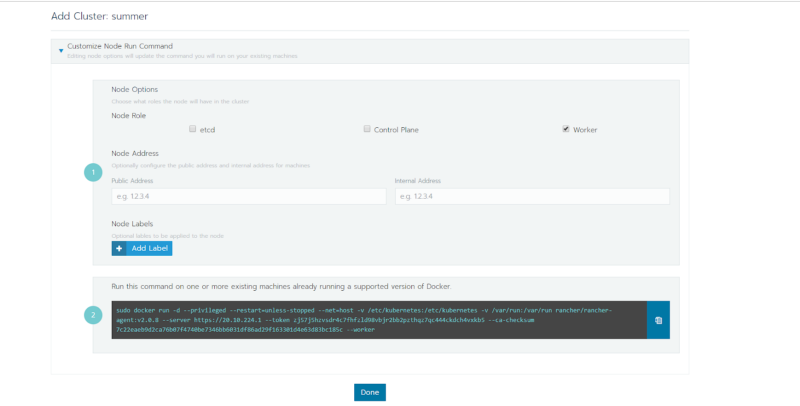 Add Cluster: summer
Customize Node Run Command
Editing node options will update the command you will run on your existing machines
Node Options
Choose what roles the node will have in the cluster
Node Role
etcd
Control Plane
Worker
Node Address
Optionally configure the public address and internal address for machines
1
Public Address
Internal Address
e.g. 1.2.3.4
e.g. 1.2.3.4
Node Labels
Optional lables to be applied to the node
+ Add Label
Run this command on one or more existing machines already running a supported version of Docker.
2
sudo docker run -d --privileged --restart=unless-stopped --net=host -v /etc/kubernetes:/etc/kubernetes -v /var/run:/var/run rancher/rancher-
agent:v2.0.8 --server https://20.10.224.1 --token --ca-checksum
--worker
Done